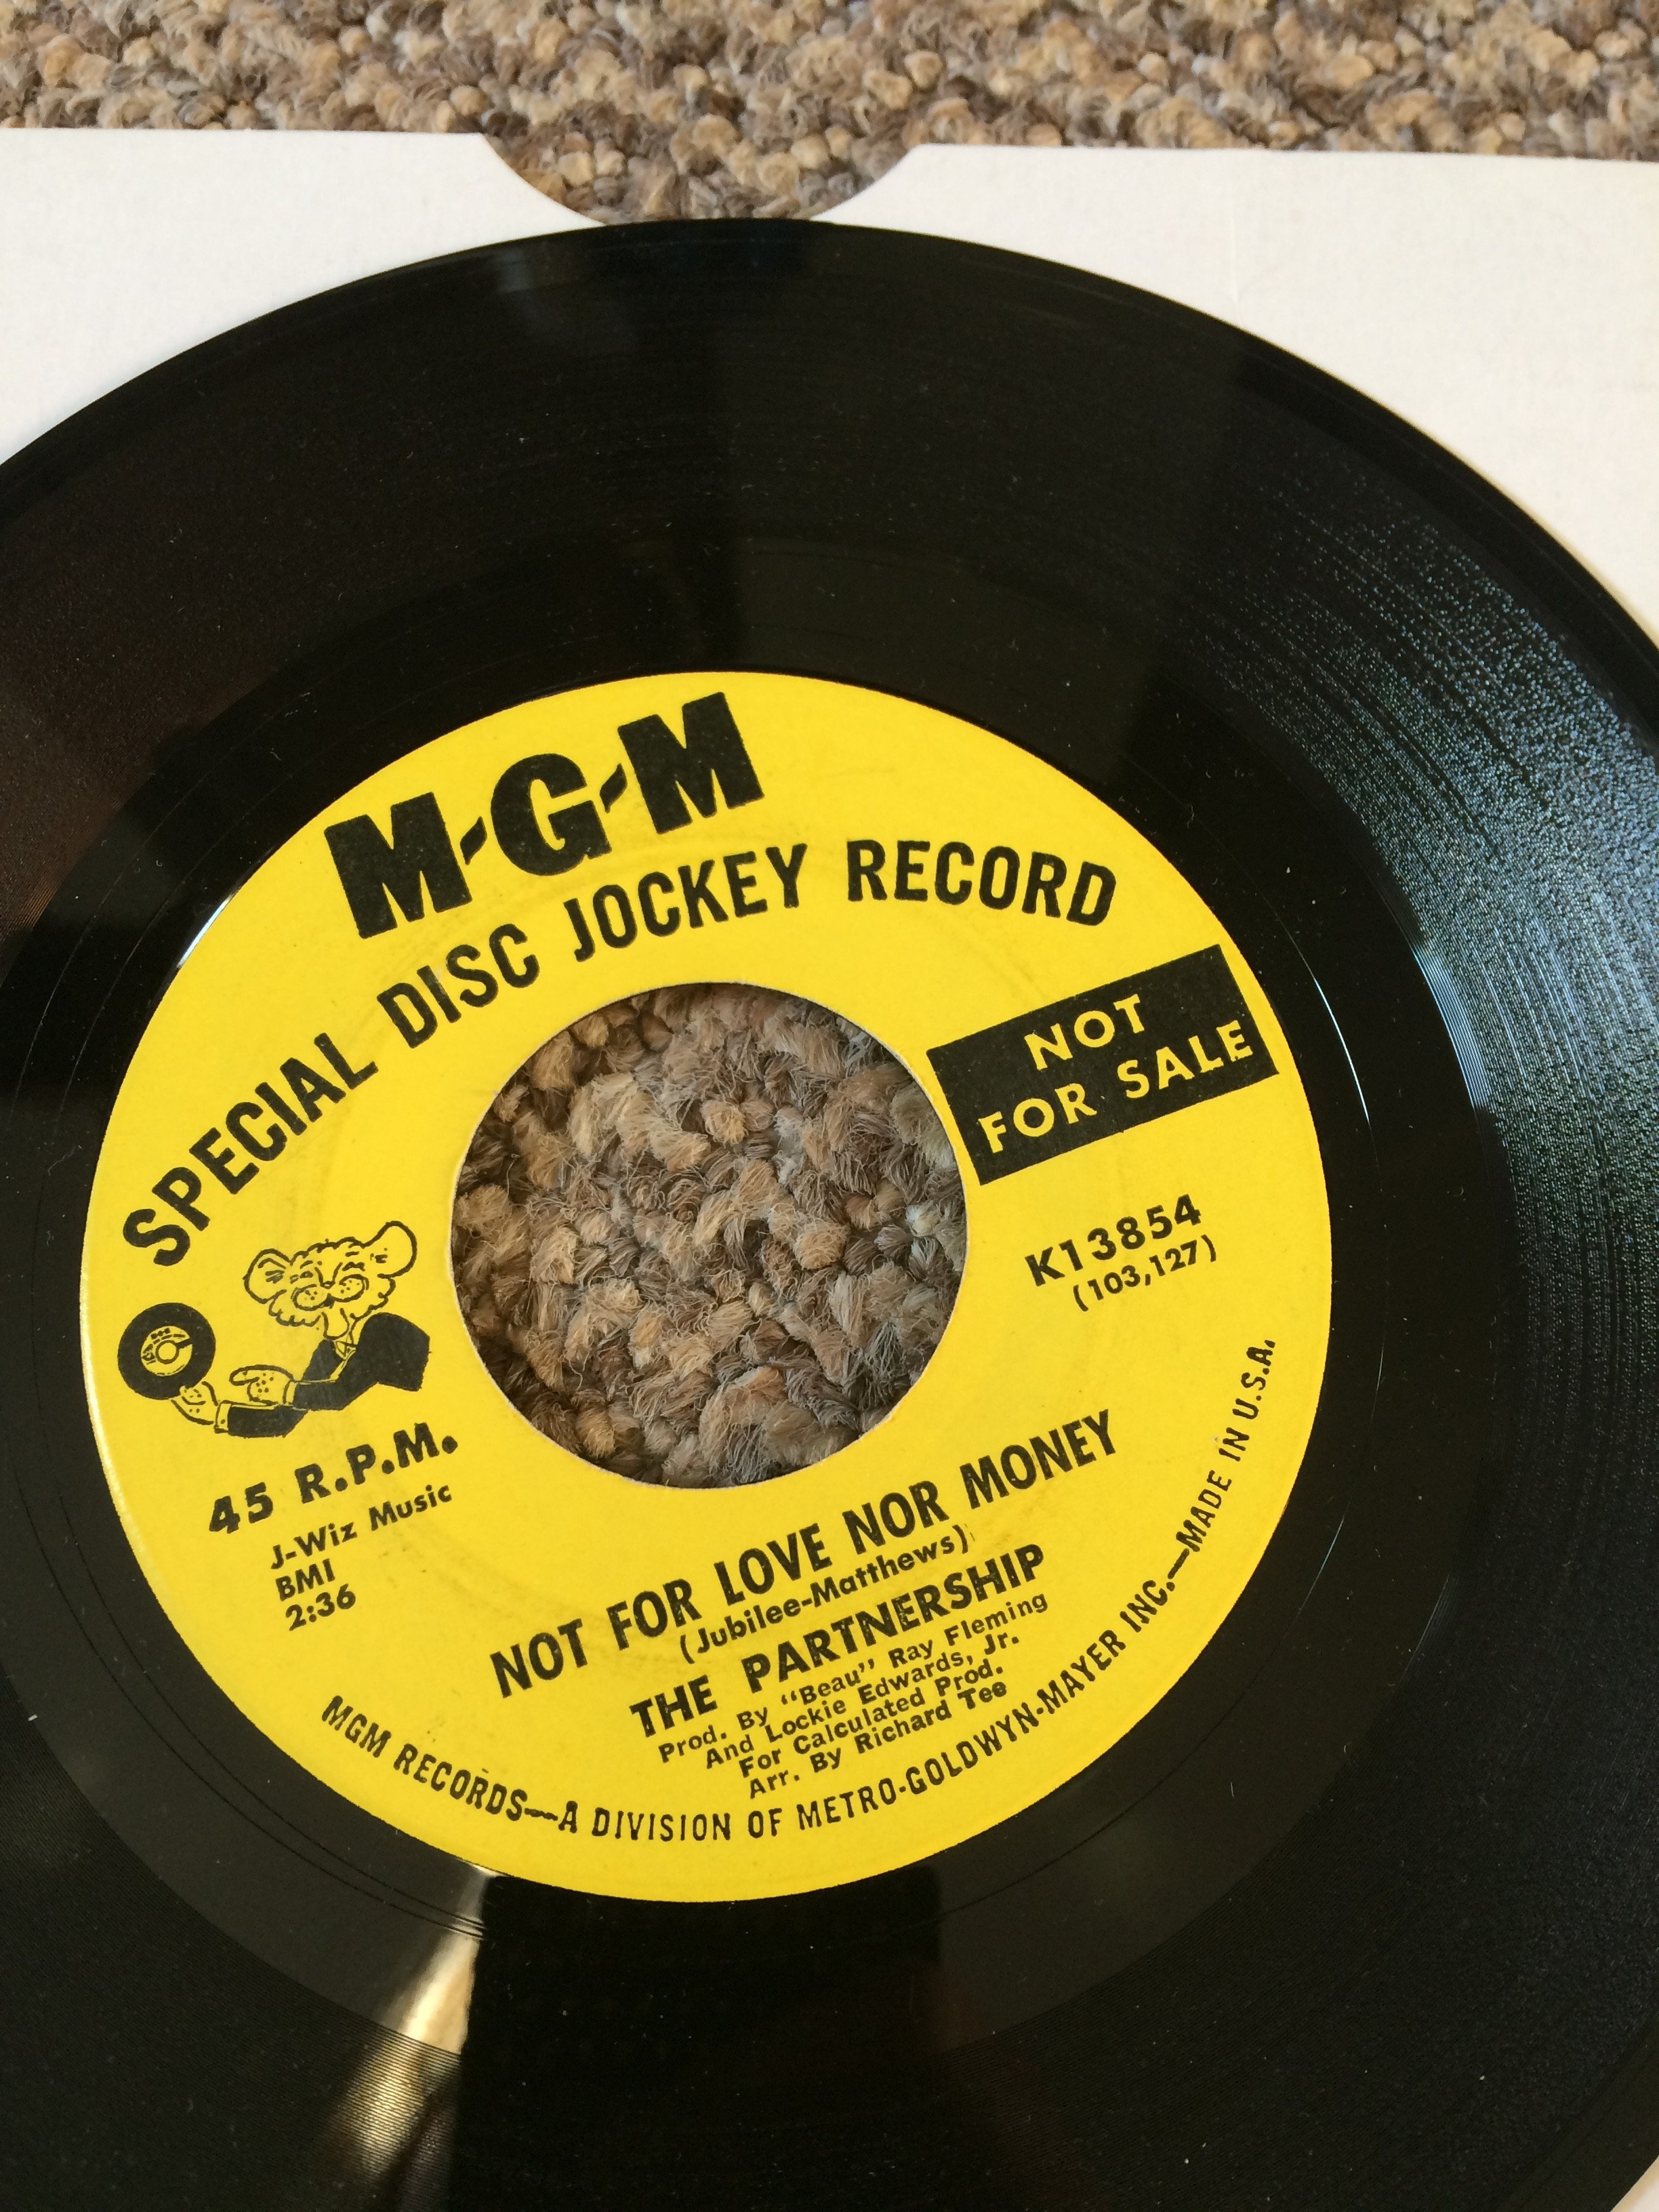 M-G-M
SPECIAL DISC JOCKEY RECORD
NOT
FOR SALE
K13854
(103,127)
45 R.P.M.
J-Wiz Music
BMI
2:36
NOT FOR LOVE NOR MONEY
(Jubilee-Matthews)
THE PARTNERSHIP
Prod. By "Beau" Ray Fleming
And Lockie Edwards, Jr.
For Calculated Prod.
Arr. By Richard Tee
MGM RECORDS—A DIVISION OF METRO-GOLDWYN-MAYER INC.—MADE IN U.S.A.